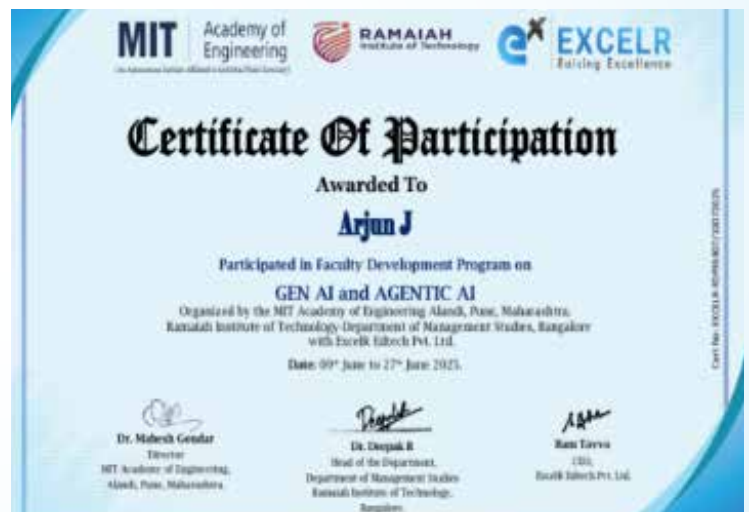 MIT
Academy of
Engineering
RAMAIAH
Institute of Technology
EXCELR
Raising Excellence
Certificate Of Participation
Awarded To
Arjun J
Participated in Faculty Development Program on
GEN AI and AGENTIC AI
Organized by the MIT Academy of Engineering Alandi, Pune, Maharashtra,
Ramaiah Institute of Technology-Department of Management Studies, Bangalore
with ExcelR Edtech Pvt. Ltd.
Date: 09ᵗʰ June to 27ᵗʰ June 2025.
Dr. Mahesh Goudar
Director
MIT Academy of Engineering,
Alandi, Pune, Maharashtra.
Dr. Deepak R
Head of the Department,
Department of Management Studies
Ramaiah Institute of Technology,
Bangalore
Ram Tavva
CEO,
ExcelR Edtech Pvt. Ltd.
Cert No: